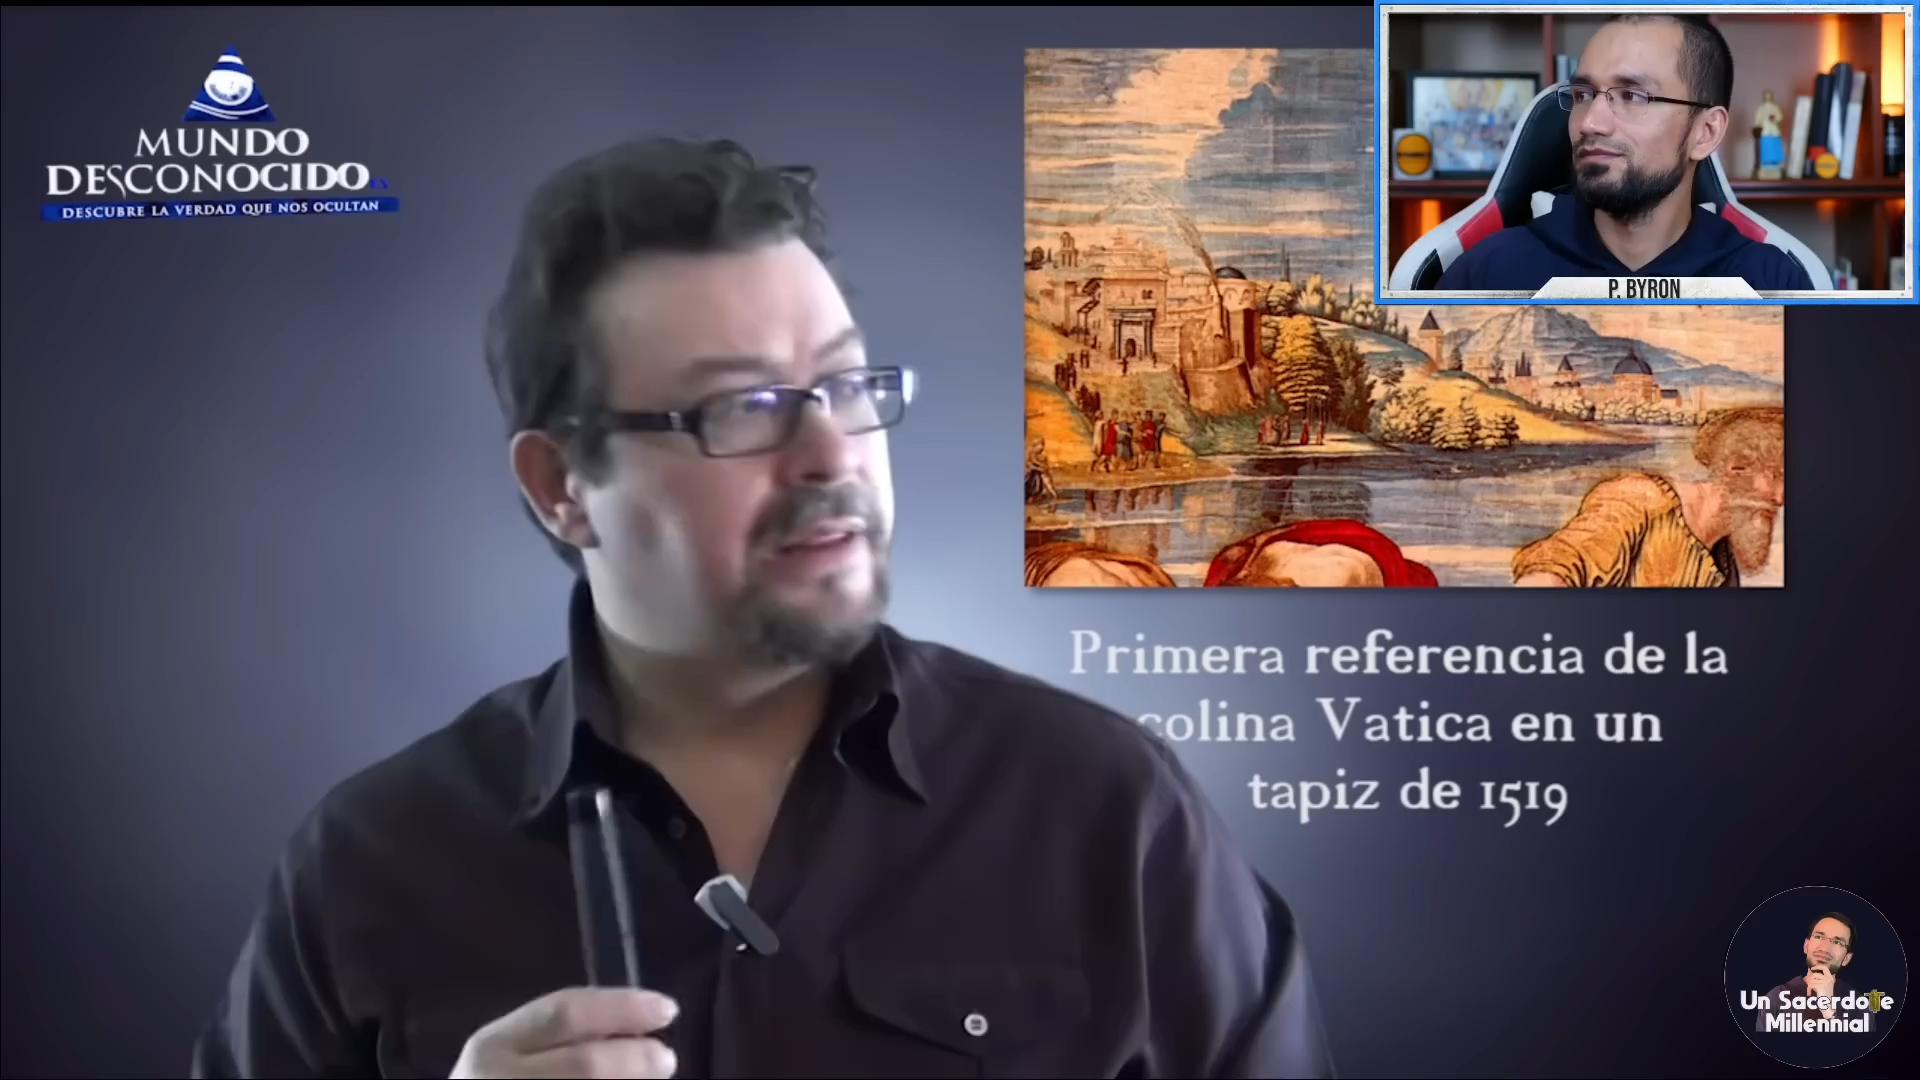 MUNDO
DESCONOCIDO
DESCUBRE LA VERDAD QUE NOS OCULTAN
P. BYRON
Primera referencia de la
colina Vatica en un
tapiz de 1519
Un Sacerdote
Millennial